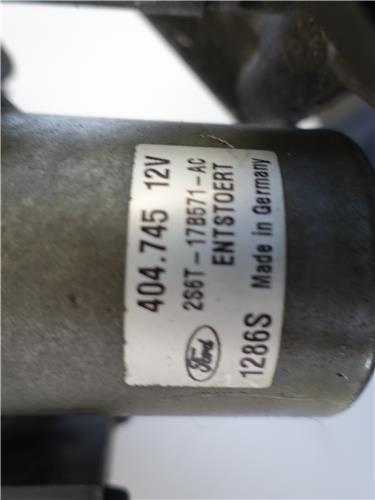 404.745 12V
2S6T-17B571-AC
ENTSTOERT
Ford
1286S Made in Germany